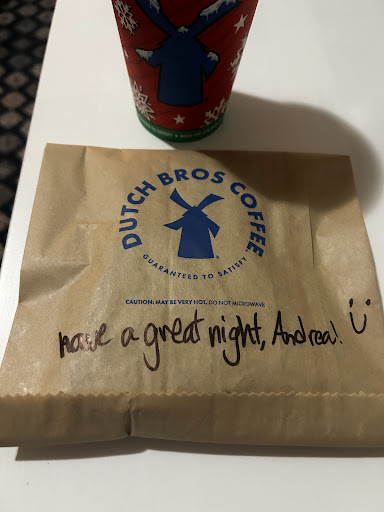 DUTCH BROS COFFEE
GUARANTEED TO SATISFY
CAUTION: MAY BE VERY HOT. DO NOT MICROWAVE
have a great night, Andrea! :)